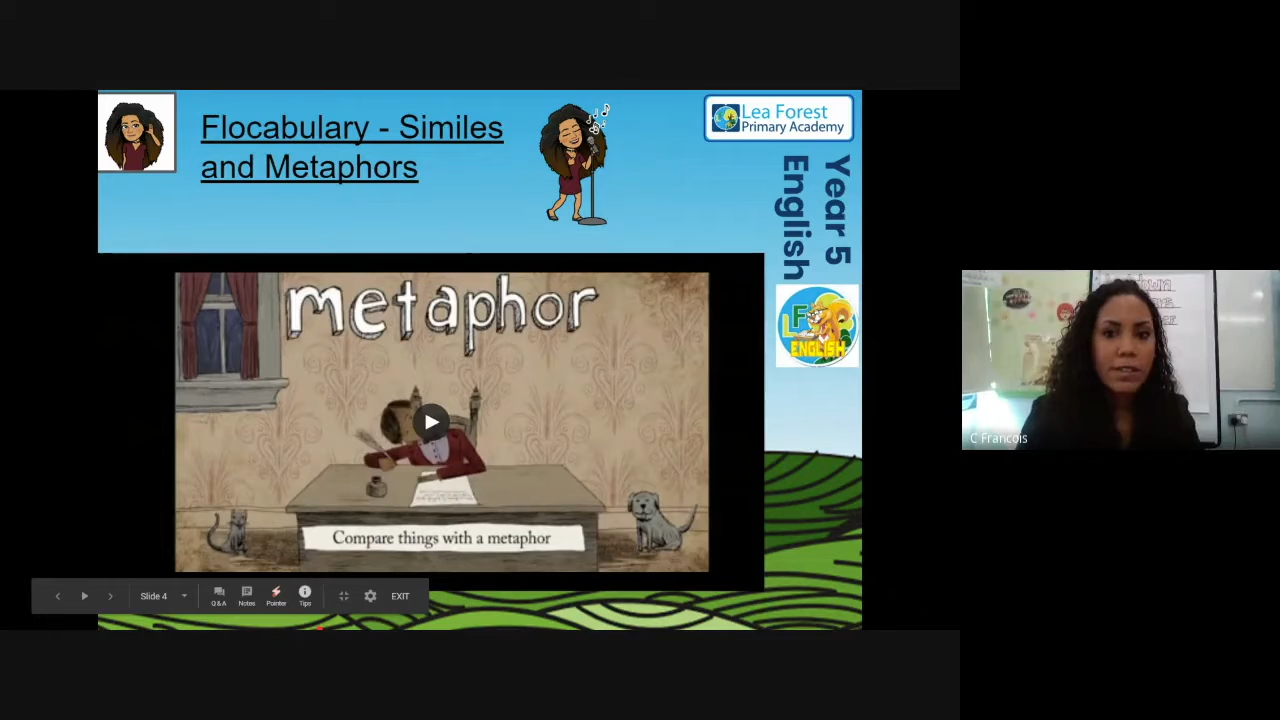 Flocabulary - Similes
and Metaphors
Lea Forest
Primary Academy
Year 5
English
LF
ENGLISH
metaphor
Compare things with a metaphor
Slide 4
Q&A
Notes
Pointer
Tips
EXIT
C Francois